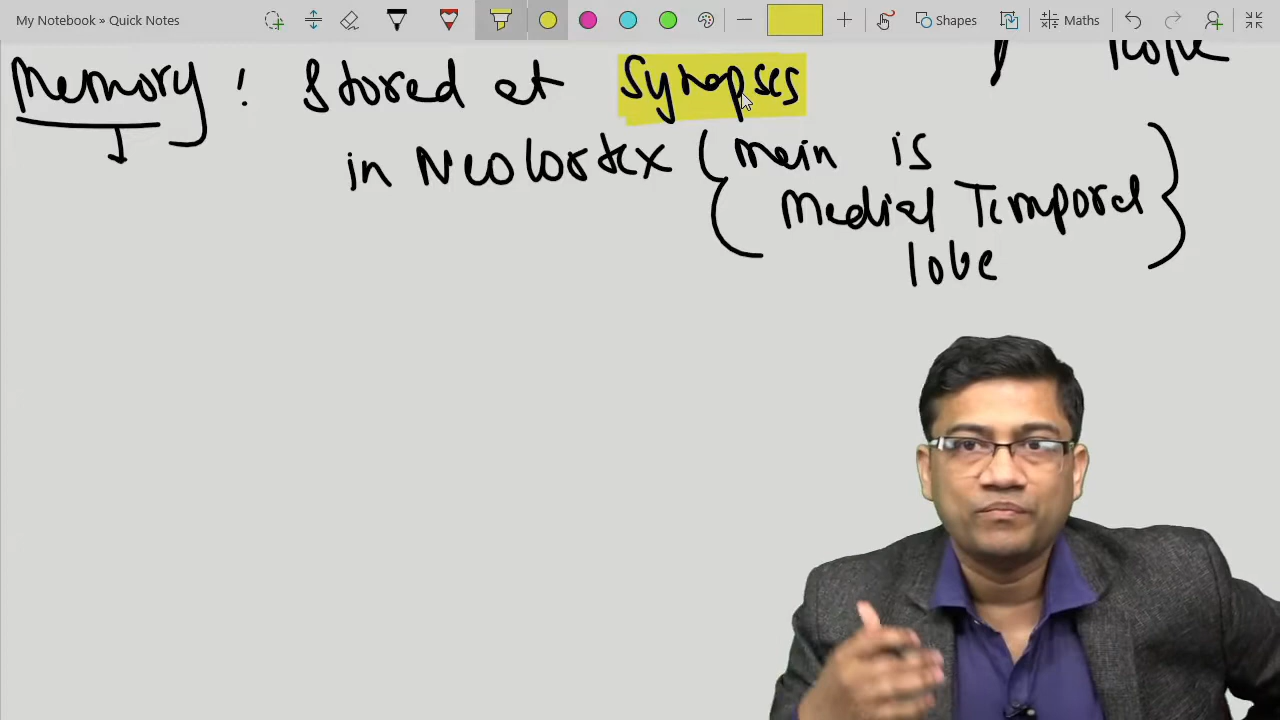 My Notebook » Quick Notes
Shapes
Maths
Memory : Stored at Synapses
in Neocortex (main is
Medial Temporal
lobe)